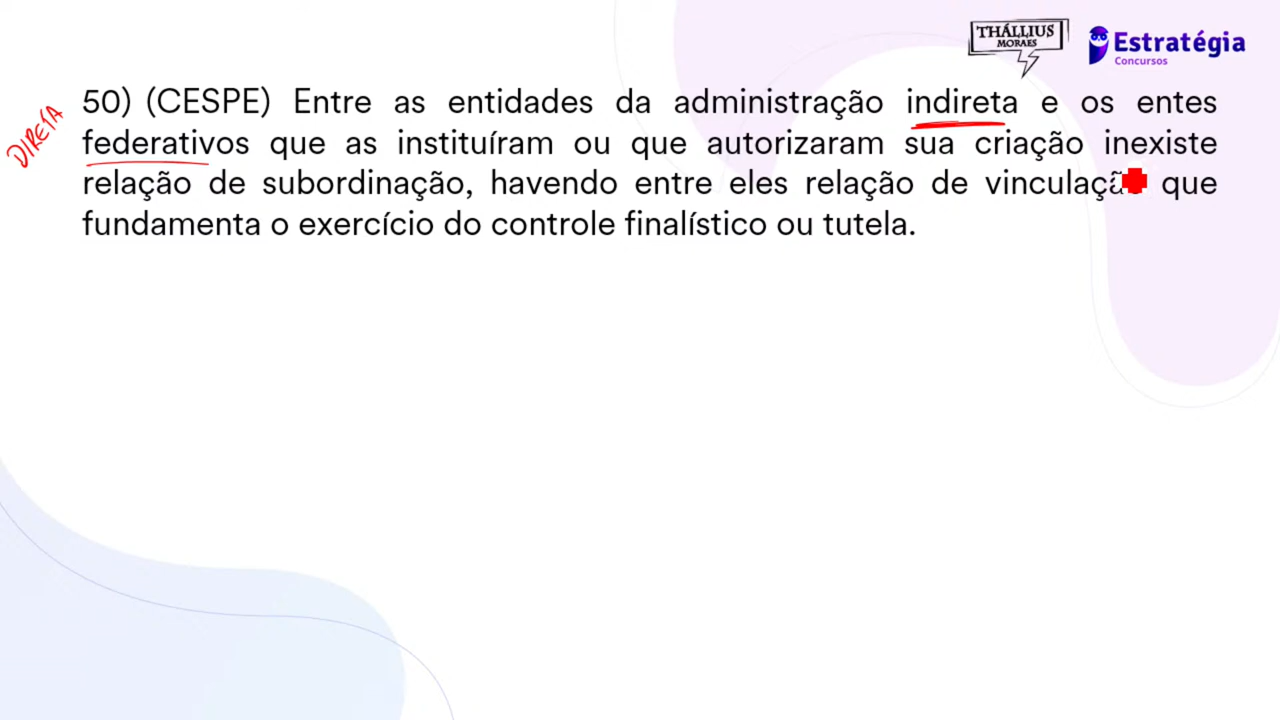 THÁLLIUS
MORAES
Estratégia
Concursos
DIRETA
50) (CESPE) Entre as entidades da administração indireta e os entes
federativos que as instituíram ou que autorizaram sua criação inexiste
relação de subordinação, havendo entre eles relação de vinculação que
fundamenta o exercício do controle finalístico ou tutela.